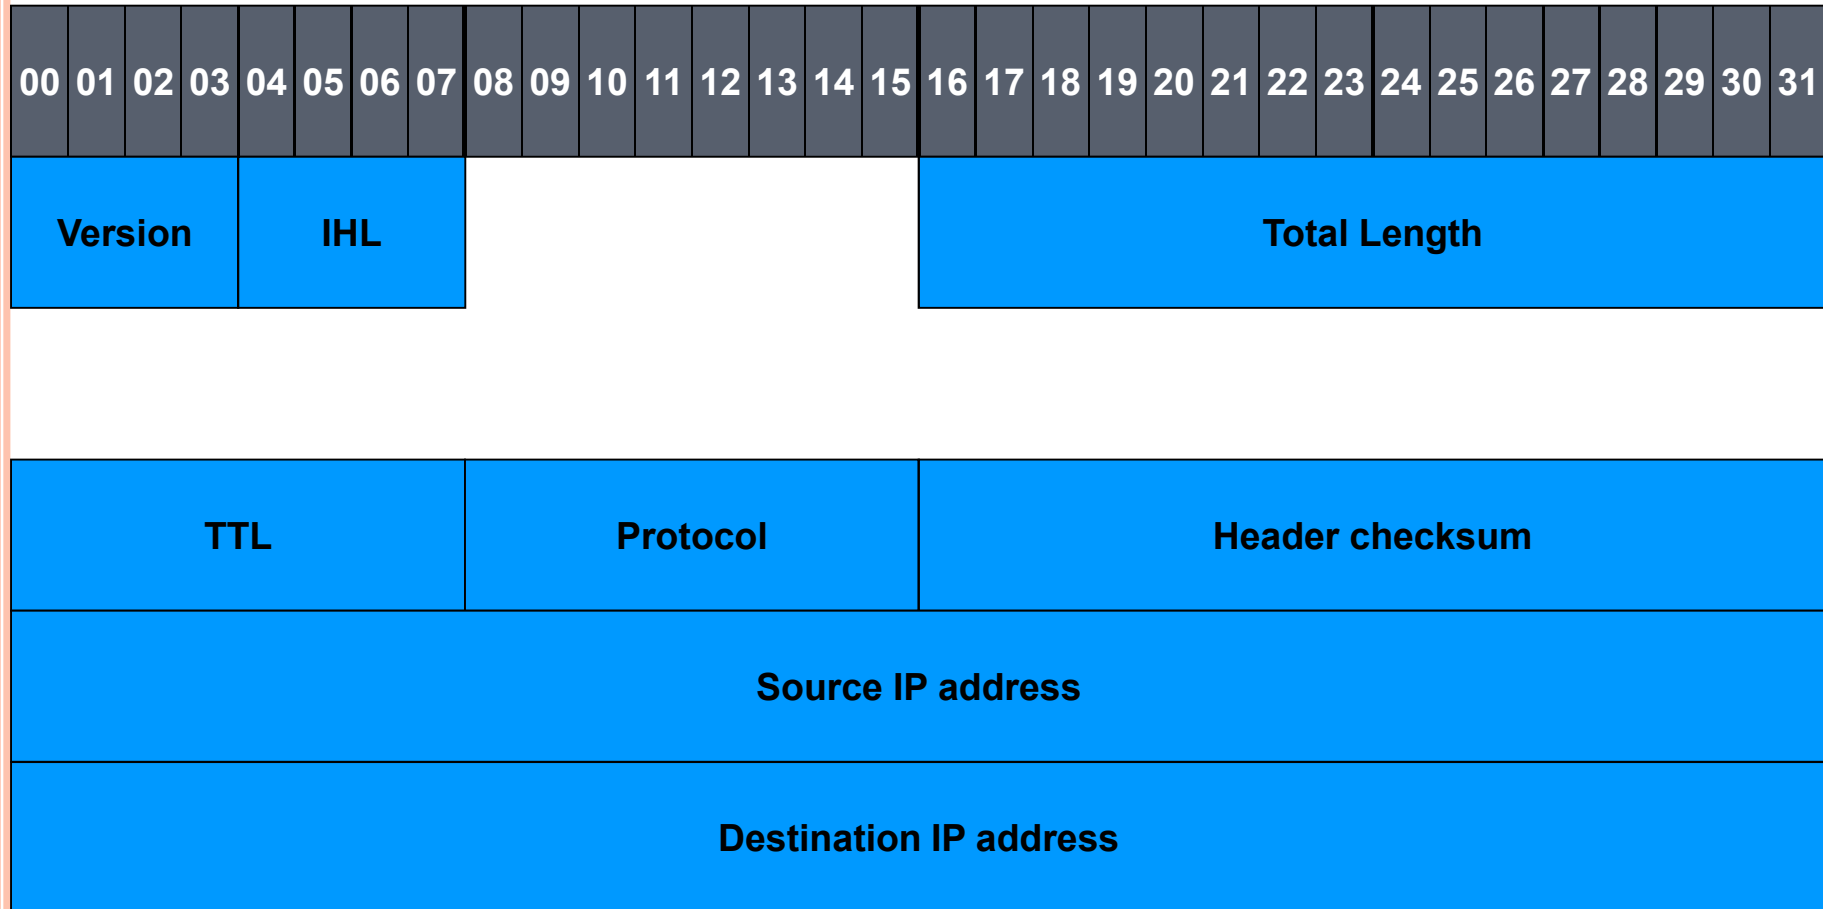 00 01 02 03 04 05 06 07 08 09 10 11 12 13 14 15 16 17 18 19 20 21 22 23 24 25 26 27 28 29 30 31
Version IHL Total Length
TTL Protocol Header checksum
Source IP address
Destination IP address